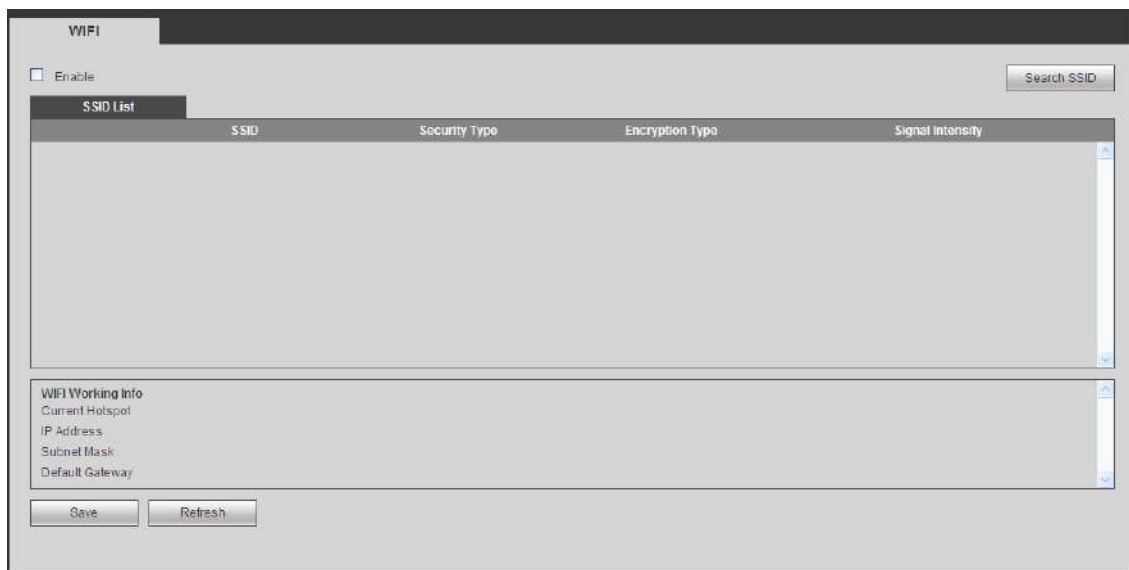 WIFI
Enable
Search SSID
SSID List
SSID Security Type Encryption Type Signal Intensity
WIFI Working Info
Current Hotspot
IP Address
Subnet Mask
Default Gateway
Save Refresh